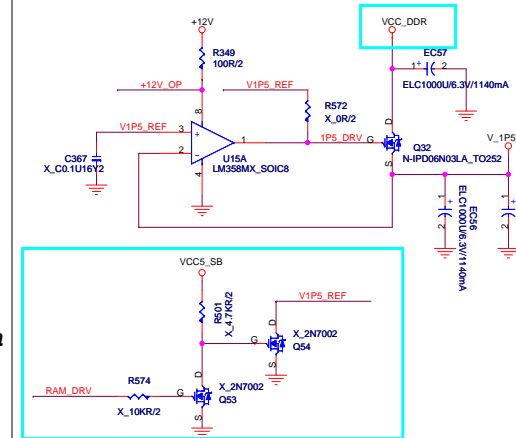 +12V
VCC_DDR
R349
100R/2
EC57
1 + 2
ELC1000U/6.3V/1140mA
+12V_OP
V1P5_REF
R572
X_0R/2
V1P5_REF
8
3
+
1
1P5_DRV
G
D
S
Q32
N-IPD06N03LA_TO252
V_1P5
2
-
U15A
LM358MX_SOIC8
4
C367
X_C0.1U16Y2
1
+
2
EC56
ELC1000U/6.3V/1140mA
1
+
2
VCC5_SB
R501
X_4.7KR/2
V1P5_REF
D
G
S
X_2N7002
Q54
RAM_DRV
R574
X_10KR/2
D
G
S
X_2N7002
Q53